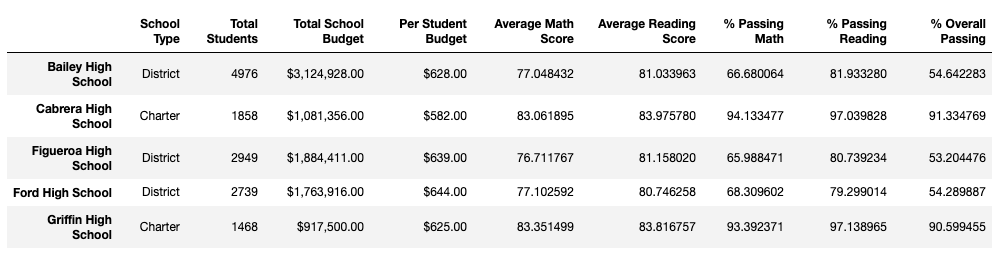 School Type Total Students Total School Budget Per Student Budget Average Math Score Average Reading Score % Passing Math % Passing Reading % Overall Passing
Bailey High School District 4976 $3,124,928.00 $628.00 77.048432 81.033963 66.680064 81.933280 54.642283
Cabrera High School Charter 1858 $1,081,356.00 $582.00 83.061895 83.975780 94.133477 97.039828 91.334769
Figueroa High School District 2949 $1,884,411.00 $639.00 76.711767 81.158020 65.988471 80.739234 53.204476
Ford High School District 2739 $1,763,916.00 $644.00 77.102592 80.746258 68.309602 79.299014 54.289887
Griffin High School Charter 1468 $917,500.00 $625.00 83.351499 83.816757 93.392371 97.138965 90.599455